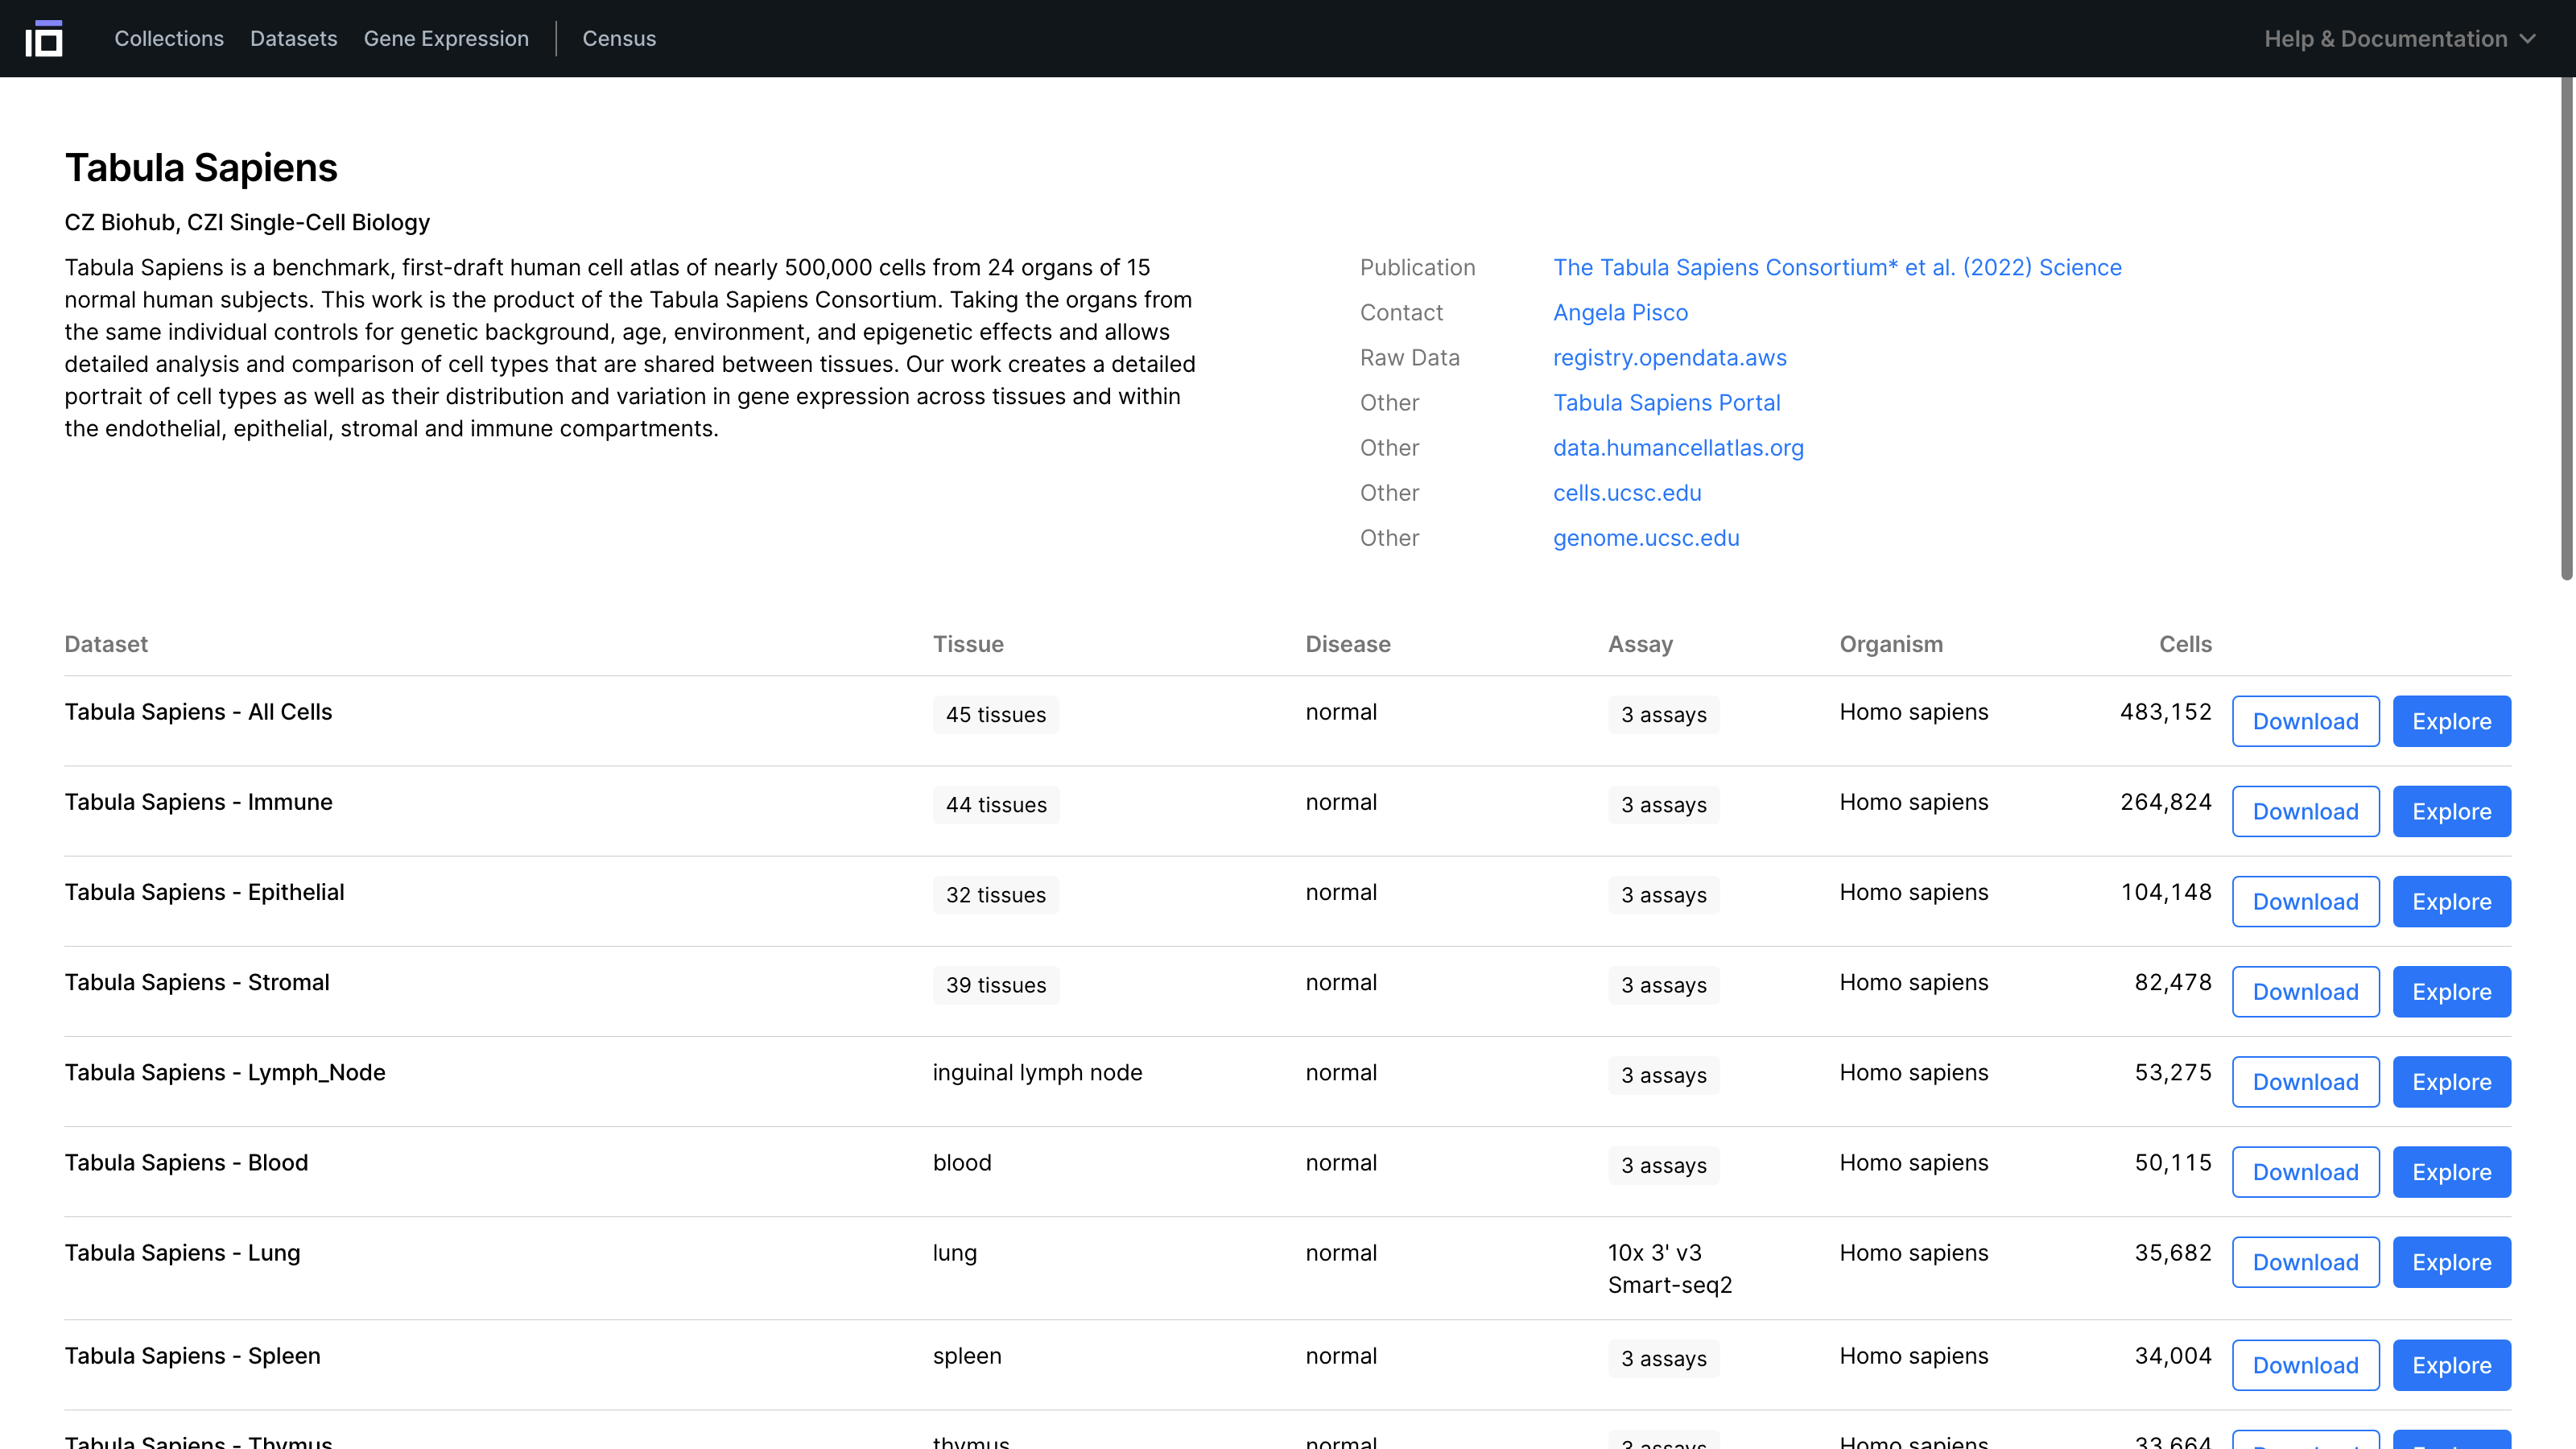 Collections Datasets Gene Expression Census Help & Documentation
Tabula Sapiens
CZ Biohub, CZI Single-Cell Biology
Tabula Sapiens is a benchmark, first-draft human cell atlas of nearly 500,000 cells from 24 organs of 15
normal human subjects. This work is the product of the Tabula Sapiens Consortium. Taking the organs from
the same individual controls for genetic background, age, environment, and epigenetic effects and allows
detailed analysis and comparison of cell types that are shared between tissues. Our work creates a detailed
portrait of cell types as well as their distribution and variation in gene expression across tissues and within
the endothelial, epithelial, stromal and immune compartments.
Publication The Tabula Sapiens Consortium* et al. (2022) Science
Contact Angela Pisco
Raw Data registry.opendata.aws
Other Tabula Sapiens Portal
Other data.humancellatlas.org
Other cells.ucsc.edu
Other genome.ucsc.edu
Dataset Tissue Disease Assay Organism Cells
Tabula Sapiens - All Cells 45 tissues normal 3 assays Homo sapiens 483,152 Download Explore
Tabula Sapiens - Immune 44 tissues normal 3 assays Homo sapiens 264,824 Download Explore
Tabula Sapiens - Epithelial 32 tissues normal 3 assays Homo sapiens 104,148 Download Explore
Tabula Sapiens - Stromal 39 tissues normal 3 assays Homo sapiens 82,478 Download Explore
Tabula Sapiens - Lymph_Node inguinal lymph node normal 3 assays Homo sapiens 53,275 Download Explore
Tabula Sapiens - Blood blood normal 3 assays Homo sapiens 50,115 Download Explore
Tabula Sapiens - Lung lung normal 10x 3' v3 Homo sapiens 35,682 Download Explore
Smart-seq2
Tabula Sapiens - Spleen spleen normal 3 assays Homo sapiens 34,004 Download Explore
Tabula Sapiens - Thymus thymus normal 3 assays Homo sapiens 33,664